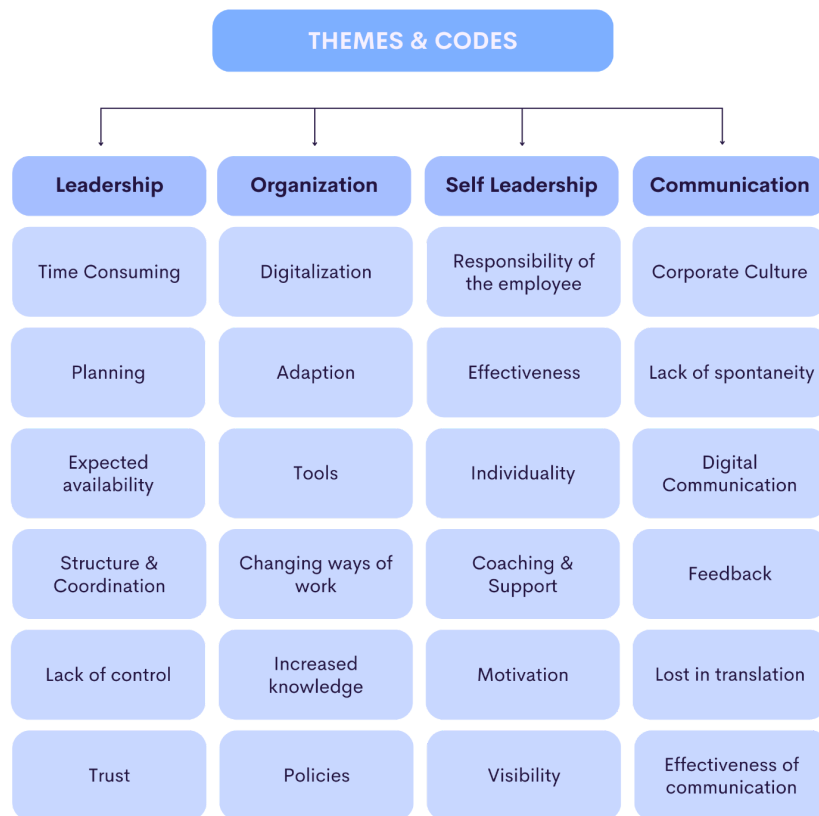 THEMES & CODES
Leadership
Organization
Self Leadership
Communication
Time Consuming
Digitalization
Responsibility of
the employee
Corporate Culture
Planning
Adaption
Effectiveness
Lack of spontaneity
Expected
availability
Tools
Individuality
Digital
Communication
Structure &
Coordination
Changing ways of
work
Coaching &
Support
Feedback
Lack of control
Increased
knowledge
Motivation
Lost in translation
Trust
Policies
Visibility
Effectiveness of
communication